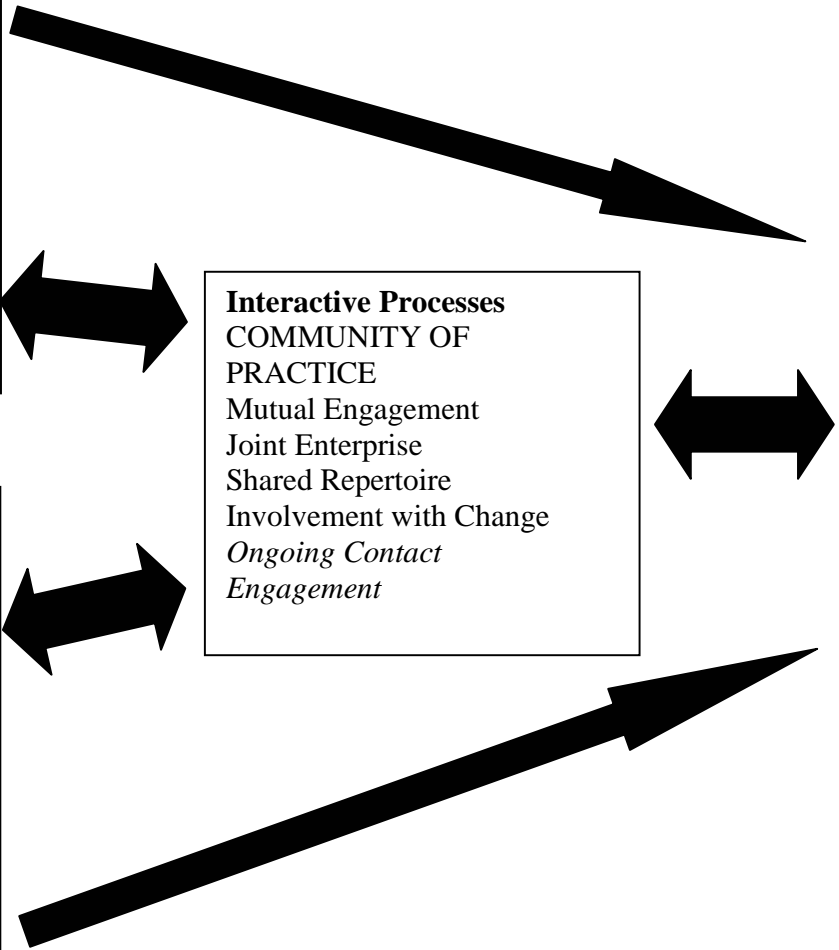 Interactive Processes
COMMUNITY OF
PRACTICE
Mutual Engagement
Joint Enterprise
Shared Repertoire
Involvement with Change
Ongoing Contact
Engagement